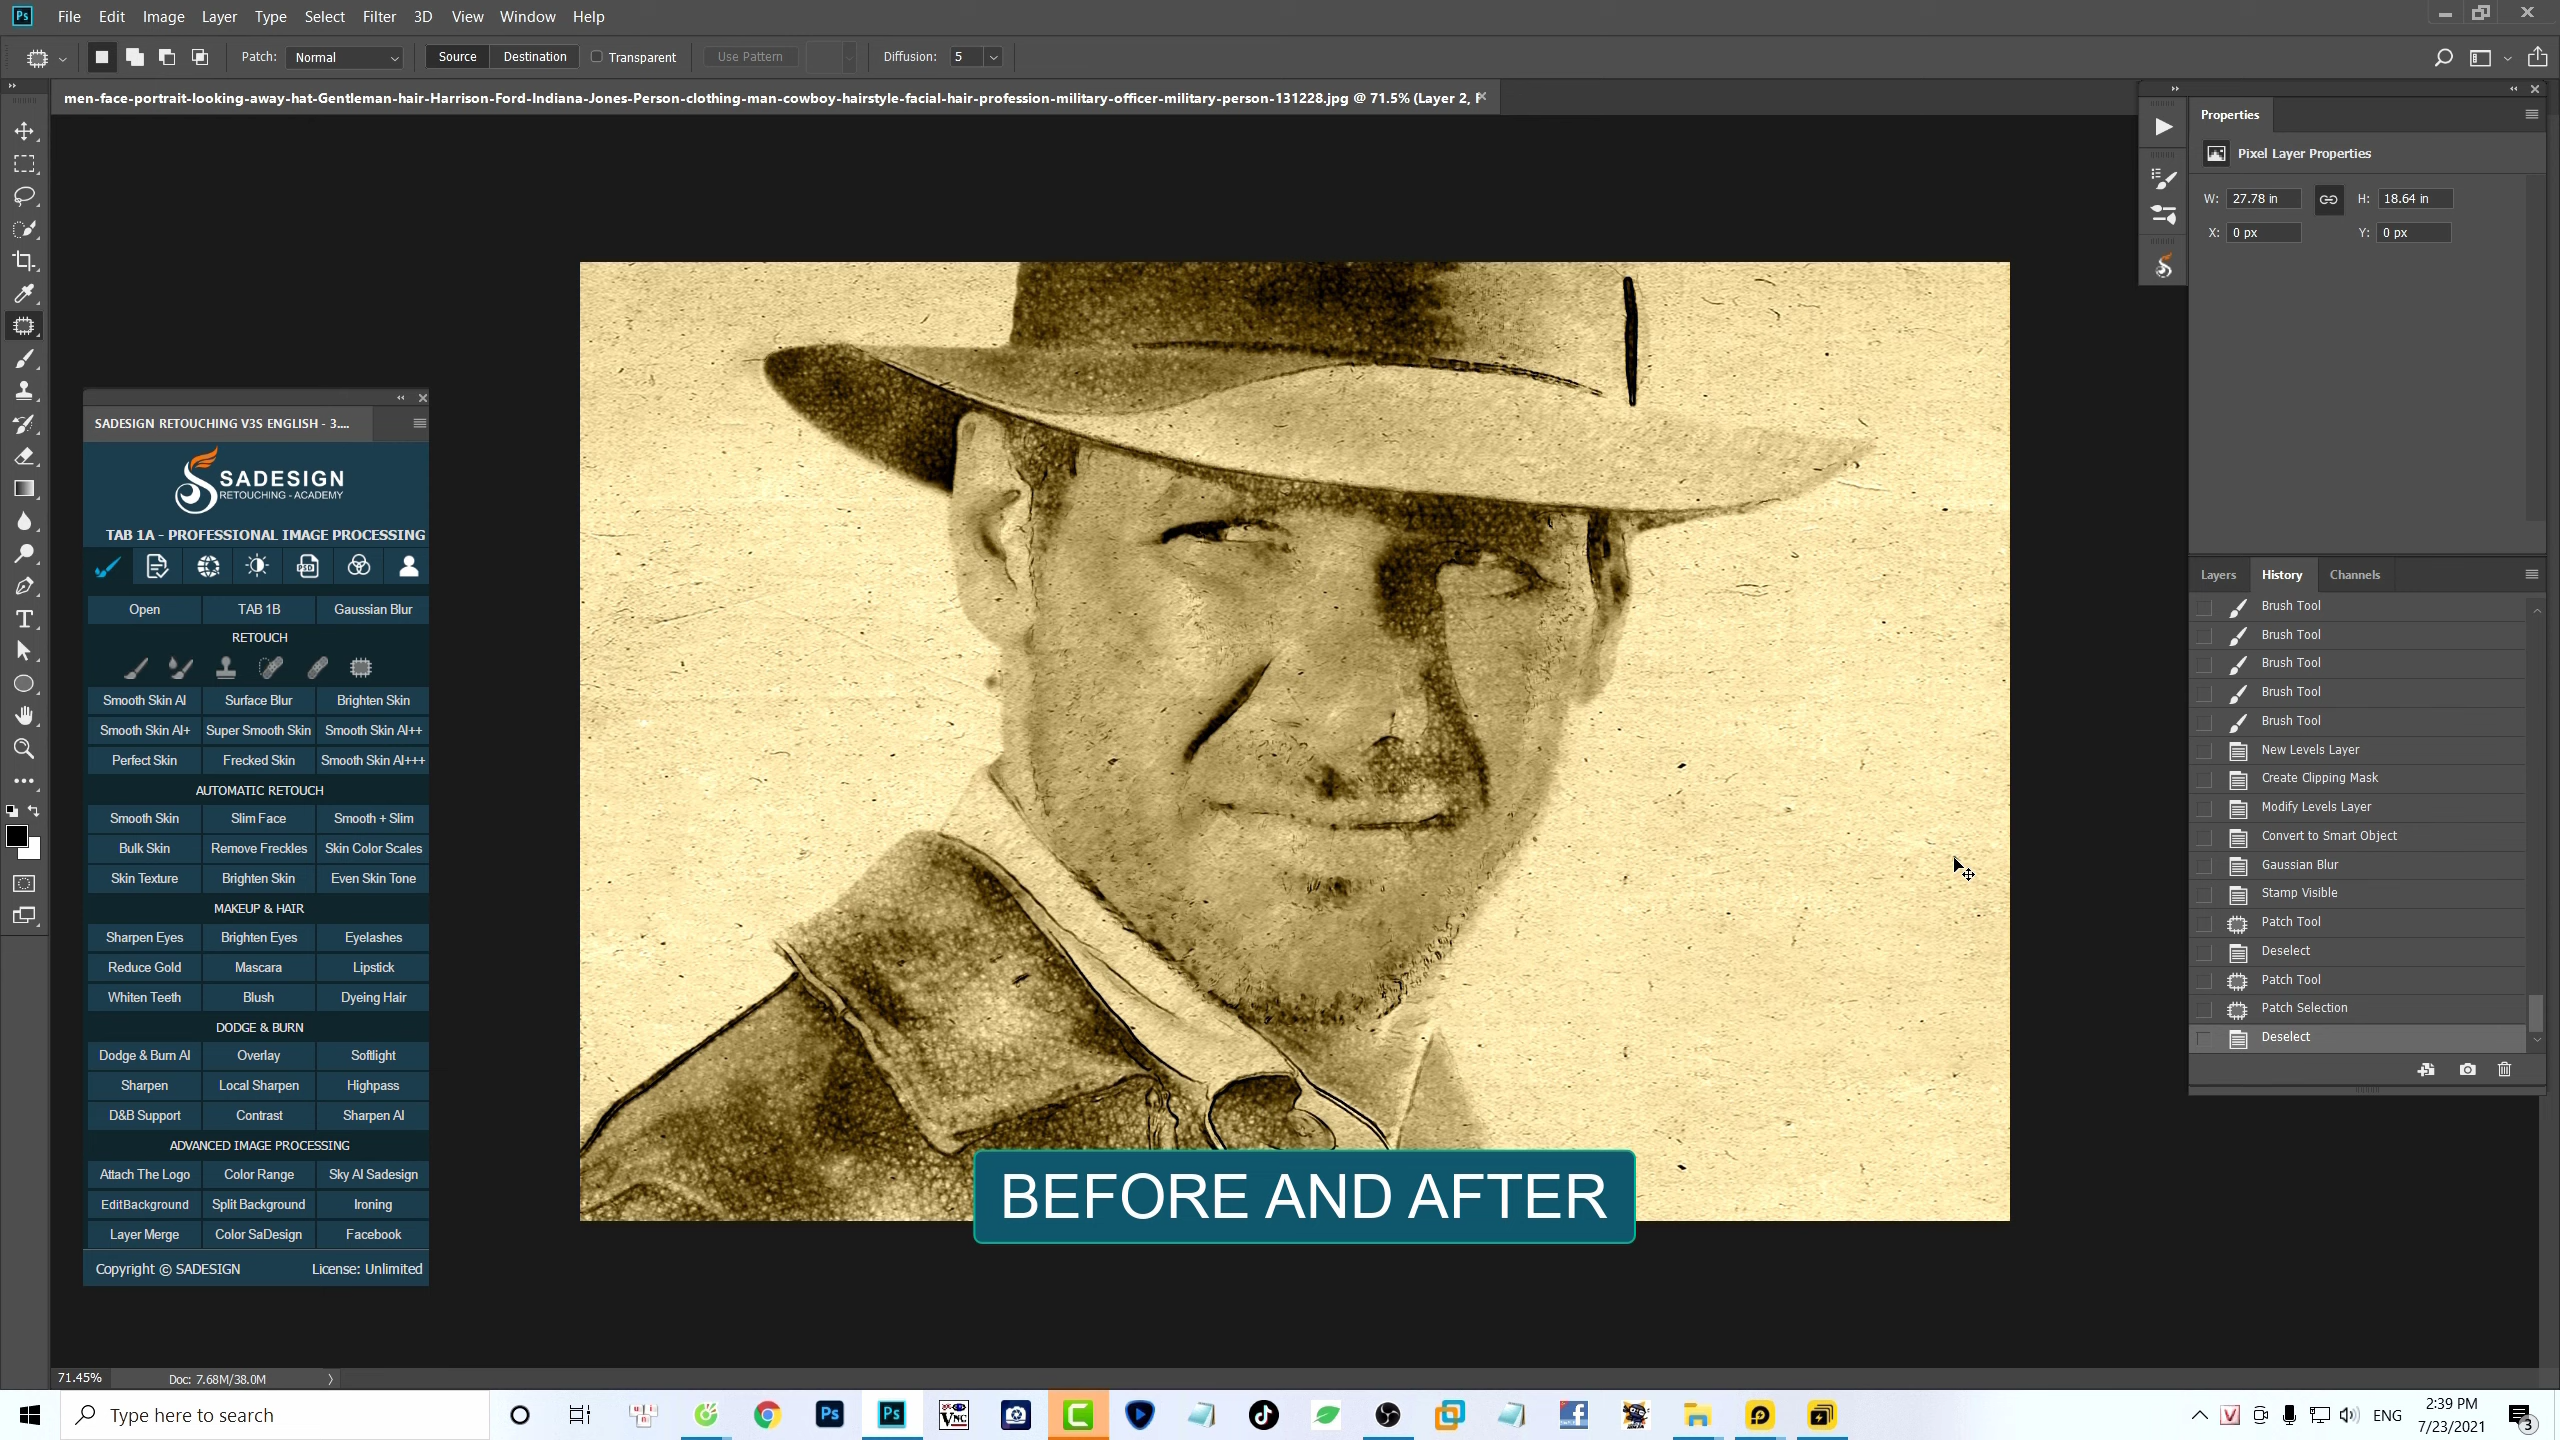 File Edit Image Layer Type Select Filter 3D View Window Help
Patch: Normal Source Destination Transparent Use Pattern Diffusion: 5
men-face-portrait-looking-away-hat-Gentleman-hair-Harrison-Ford-Indiana-Jones-Person-clothing-man-cowboy-hairstyle-facial-hair-profession-military-officer-military-person-131228.jpg @ 71.5% (Layer 2,
Properties
Pixel Layer Properties
W: 27.78 in H: 18.64 in
X: 0 px Y: 0 px
SADESIGN RETOUCHING V3S ENGLISH - 3....
SADESIGN
RETOUCHING - ACADEMY
TAB 1A - PROFESSIONAL IMAGE PROCESSING
Open TAB 1B Gaussian Blur
RETOUCH
Smooth Skin AI Surface Blur Brighten Skin
Smooth Skin AI+ Super Smooth Skin Smooth Skin AI++
Perfect Skin Frecked Skin Smooth Skin AI+++
AUTOMATIC RETOUCH
Smooth Skin Slim Face Smooth + Slim
Bulk Skin Remove Freckles Skin Color Scales
Skin Texture Brighten Skin Even Skin Tone
MAKEUP & HAIR
Sharpen Eyes Brighten Eyes Eyelashes
Reduce Gold Mascara Lipstick
Whiten Teeth Blush Dyeing Hair
DODGE & BURN
Dodge & Burn AI Overlay Softlight
Sharpen Local Sharpen Highpass
D&B Support Contrast Sharpen AI
ADVANCED IMAGE PROCESSING
Attach The Logo Color Range Sky AI Sadesign
EditBackground Split Background Ironing
Layer Merge Color SaDesign Facebook
Copyright © SADESIGN License: Unlimited
BEFORE AND AFTER
Layers History Channels
Brush Tool
Brush Tool
Brush Tool
Brush Tool
Brush Tool
New Levels Layer
Create Clipping Mask
Modify Levels Layer
Convert to Smart Object
Gaussian Blur
Stamp Visible
Patch Tool
Deselect
Patch Tool
Patch Selection
Deselect
71.45% Doc: 7.68M/38.0M
Type here to search
ENG
2:39 PM
7/23/2021
3